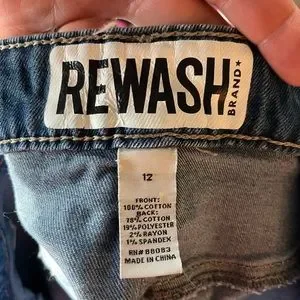 REWASH
BRAND★
12
FRONT:
100% COTTON
BACK:
78% COTTON
19% POLYESTER
2% RAYON
1% SPANDEX
RN# 88083
MADE IN CHINA